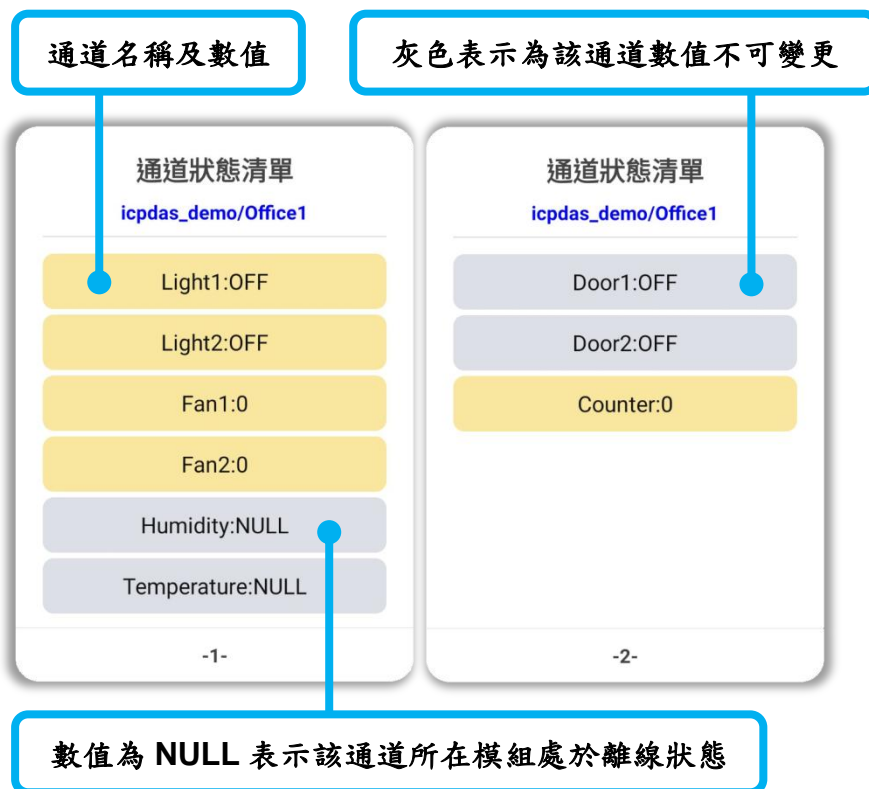 通道名稱及數值
灰色表示為該通道數值不可變更
通道狀態清單
icpdas_demo/Office1
Light1:OFF
Light2:OFF
Fan1:0
Fan2:0
Humidity:NULL
Temperature:NULL
-1-
通道狀態清單
icpdas_demo/Office1
Door1:OFF
Door2:OFF
Counter:0
-2-
數值為 NULL 表示該通道所在模組處於離線狀態